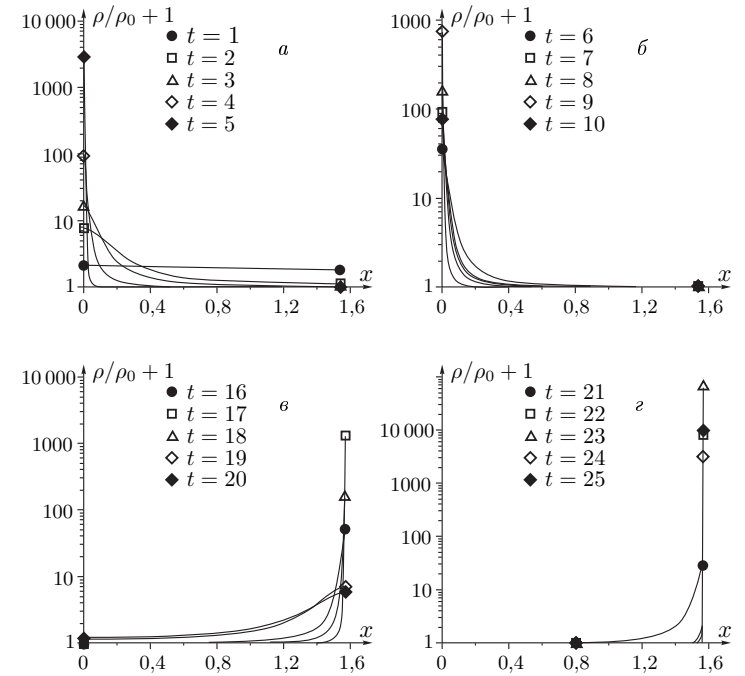 10 000 ρ/ρ₀ + 1
t = 1
t = 2 а
t = 3
1000
t = 4
t = 5
100
10
1
x
0 0,4 0,8 1,2 1,6
1000 ρ/ρ₀ + 1
t = 6
t = 7 б
t = 8
t = 9
100
t = 10
10
1
x
0 0,4 0,8 1,2 1,6
10 000 ρ/ρ₀ + 1
t = 16
t = 17 в
t = 18
1000
t = 19
t = 20
100
10
1
x
0 0,4 0,8 1,2 1,6
ρ/ρ₀ + 1
t = 21
t = 22 г
10 000
t = 23
t = 24
1000
t = 25
100
10
1
x
0 0,4 0,8 1,2 1,6